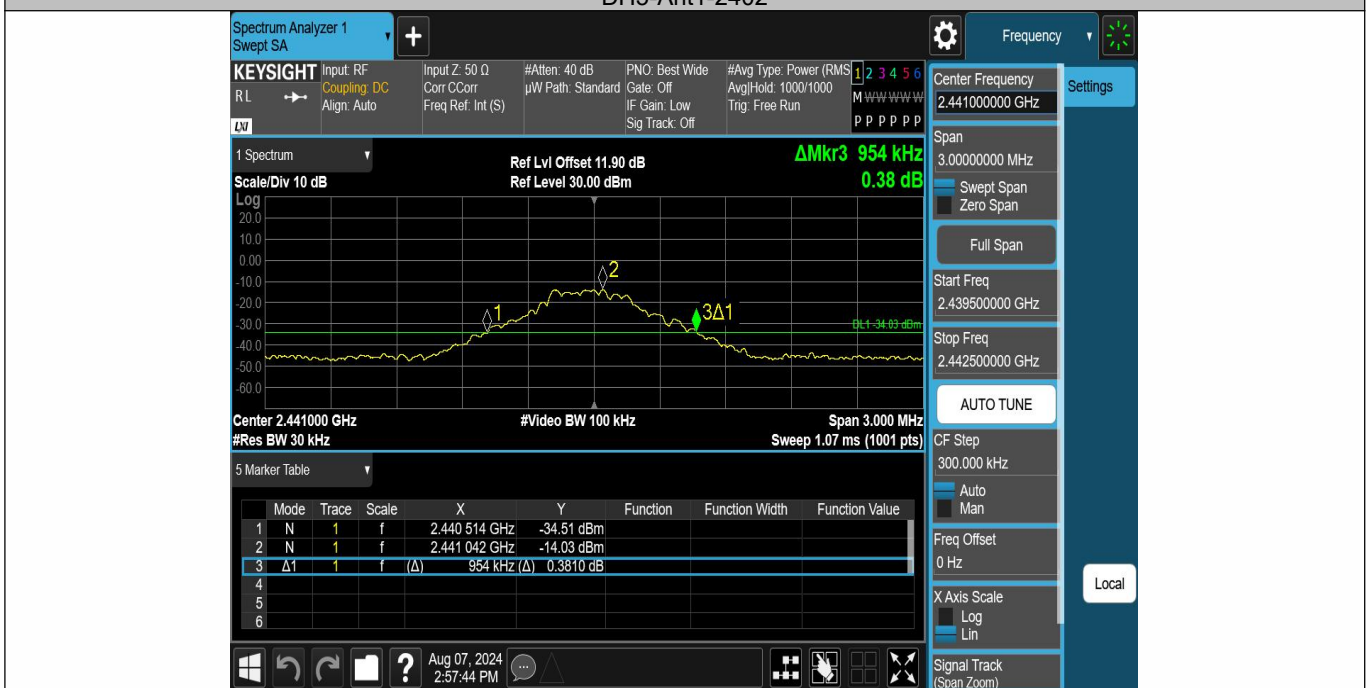 DH5-Ant1-2402
Spectrum Analyzer 1
Swept SA
+
Frequency
KEYSIGHT
RL
LXI
Input: RF
Coupling: DC
Align: Auto
Input Z: 50 Ω
Corr CCorr
Freq Ref: Int (S)
#Atten: 40 dB
µW Path: Standard
PNO: Best Wide
Gate: Off
IF Gain: Low
Sig Track: Off
#Avg Type: Power (RMS
Avg|Hold: 1000/1000
Trig: Free Run
1 2 3 4 5 6
M W W W W W
P P P P P P
1 Spectrum
Scale/Div 10 dB
Ref Lvl Offset 11.90 dB
Ref Level 30.00 dBm
ΔMkr3 954 kHz
0.38 dB
Log
20.0
10.0
0.00
-10.0
-20.0
-30.0
-40.0
-50.0
-60.0
1
2
3Δ1
DL1 -34.03 dBm
Center 2.441000 GHz
#Video BW 100 kHz
Span 3.000 MHz
#Res BW 30 kHz
Sweep 1.07 ms (1001 pts)
5 Marker Table
Mode Trace Scale X Y Function Function Width Function Value
1 N 1 f 2.440 514 GHz -34.51 dBm
2 N 1 f 2.441 042 GHz -14.03 dBm
3 Δ1 1 f (Δ) 954 kHz (Δ) 0.3810 dB
4
5
6
?
Aug 07, 2024
2:57:44 PM
Settings
Center Frequency
2.441000000 GHz
Span
3.00000000 MHz
Swept Span
Zero Span
Full Span
Start Freq
2.439500000 GHz
Stop Freq
2.442500000 GHz
AUTO TUNE
CF Step
300.000 kHz
Auto
Man
Freq Offset
0 Hz
X Axis Scale
Log
Lin
Signal Track
(Span Zoom)
Local